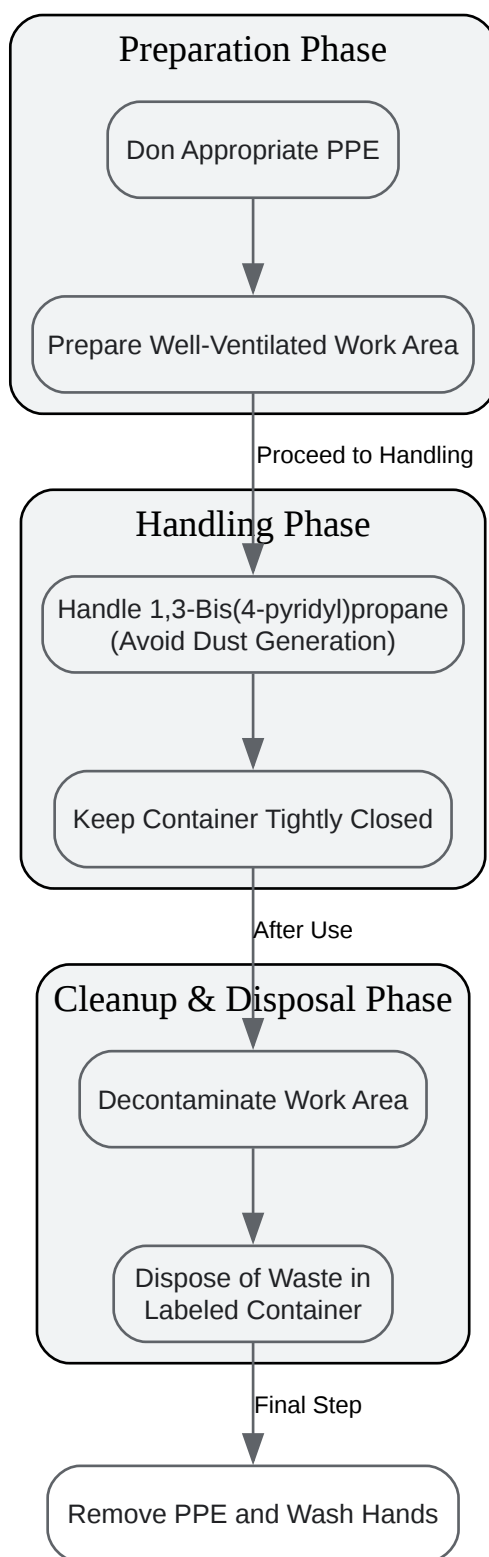 Preparation Phase
Don Appropriate PPE
Prepare Well-Ventilated Work Area
Proceed to Handling
Handling Phase
Handle 1,3-Bis(4-pyridyl)propane
(Avoid Dust Generation)
Keep Container Tightly Closed
After Use
Cleanup & Disposal Phase
Decontaminate Work Area
Dispose of Waste in
Labeled Container
Final Step
Remove PPE and Wash Hands